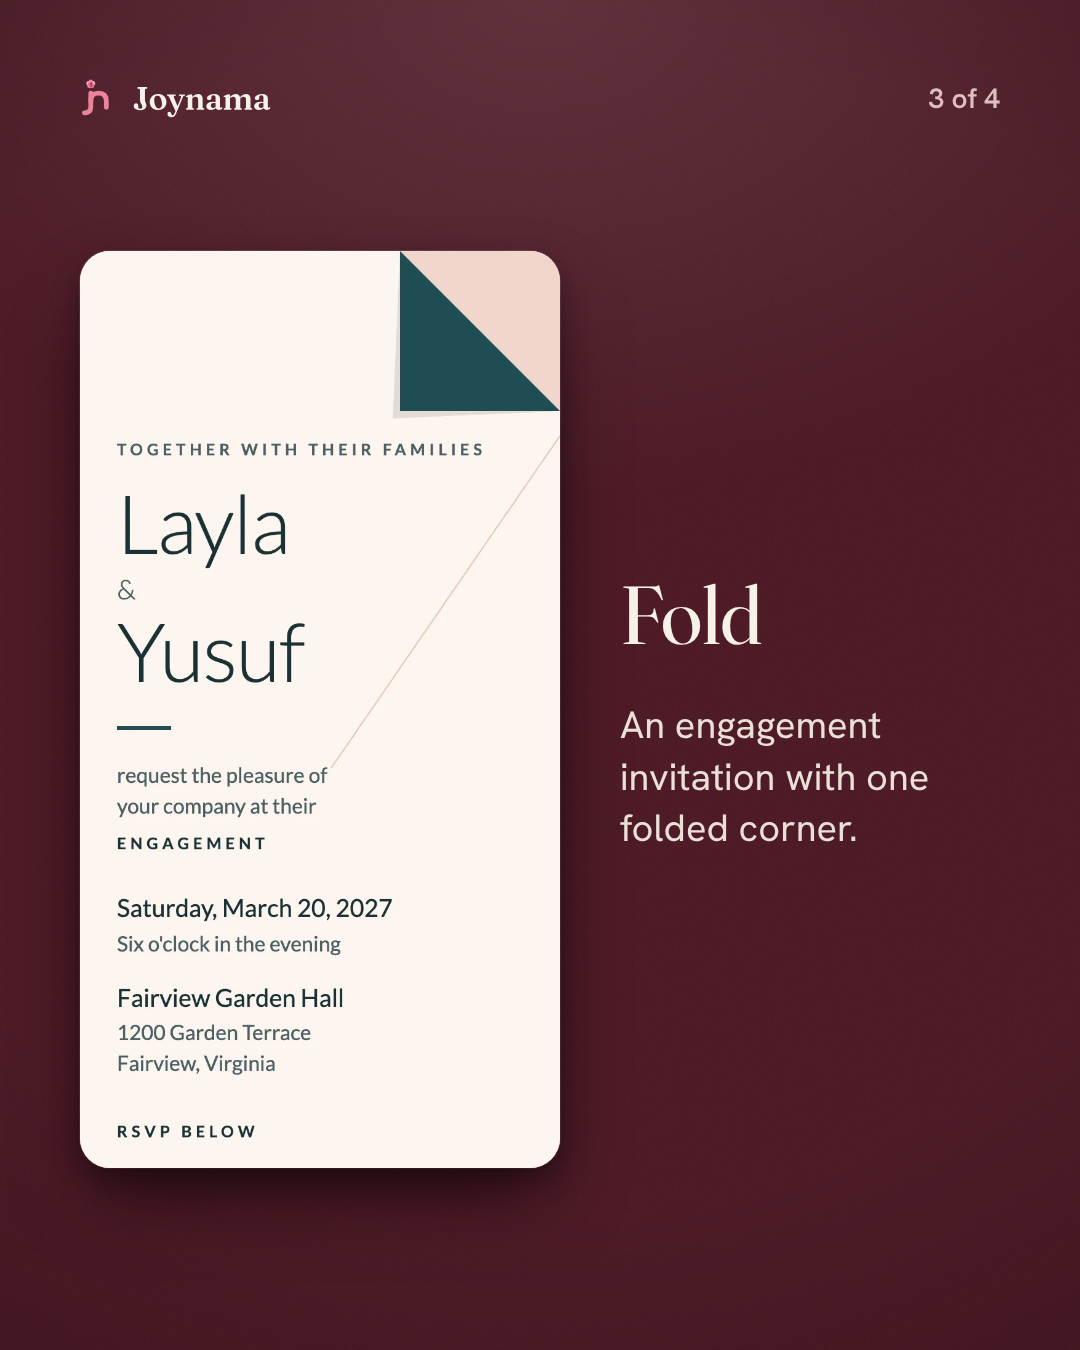 Joynama
3 of 4
TOGETHER WITH THEIR FAMILIES
Layla
&
Yusuf
request the pleasure of
your company at their
ENGAGEMENT
Saturday, March 20, 2027
Six o'clock in the evening
Fairview Garden Hall
1200 Garden Terrace
Fairview, Virginia
RSVP BELOW
Fold
An engagement
invitation with one
folded corner.